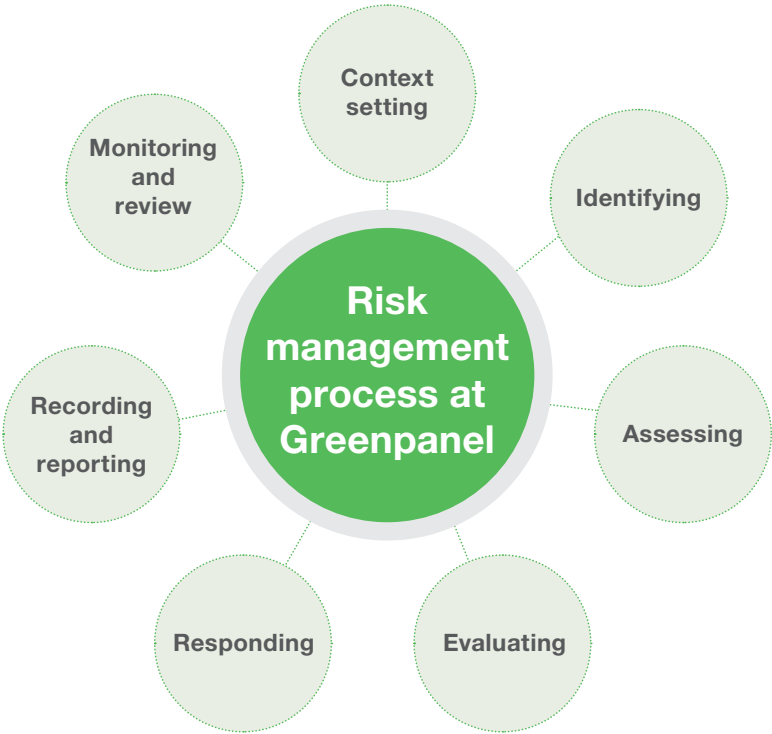 Context
setting
Identifying
Assessing
Evaluating
Responding
Recording
and
reporting
Monitoring
and
review
Risk
management
process at
Greenpanel